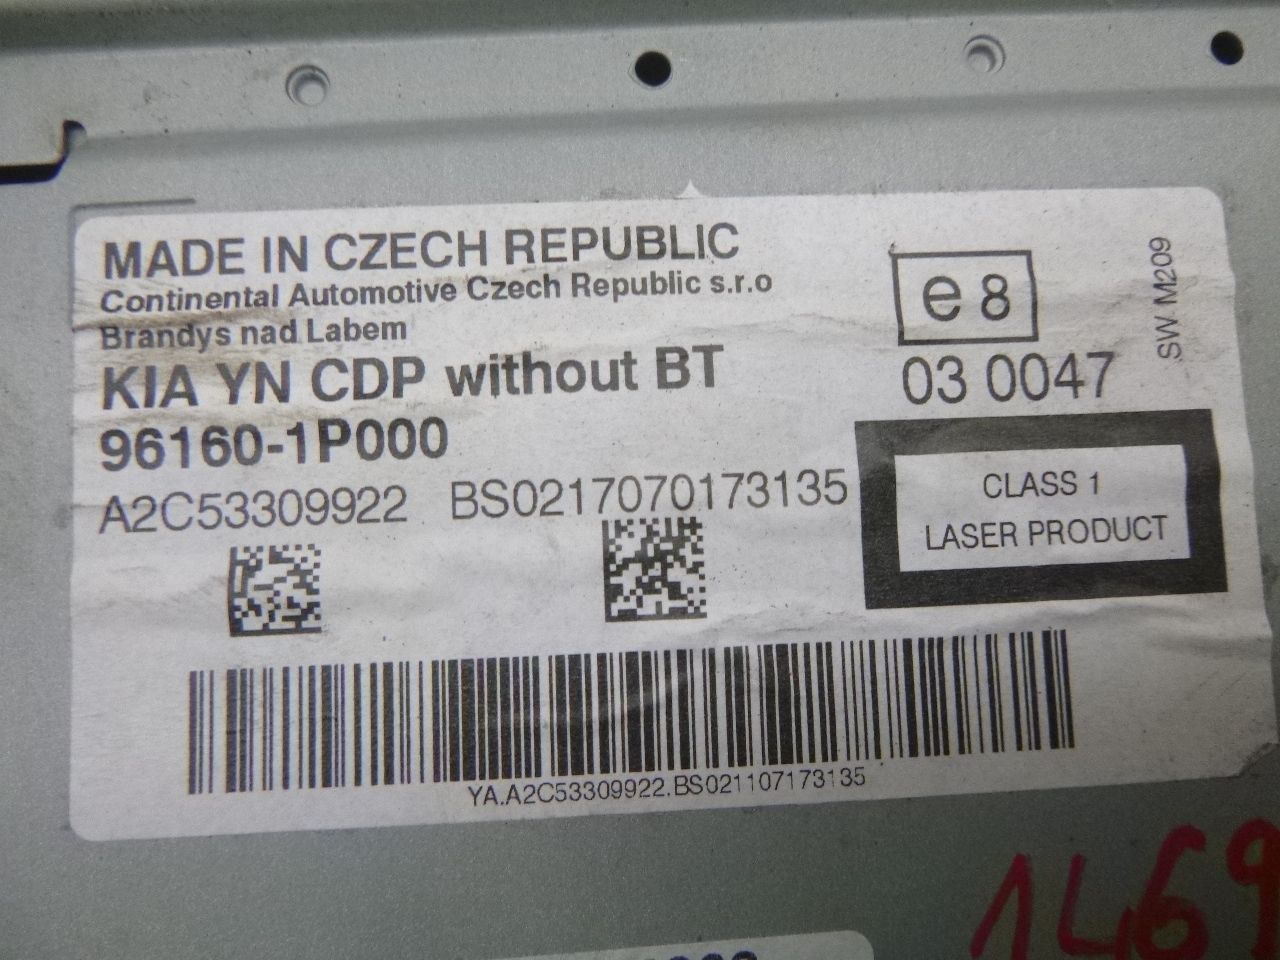 MADE IN CZECH REPUBLIC
Continental Automotive Czech Republic s.r.o
Brandys nad Labem
KIA YN CDP without BT
96160-1P000
A2C53309922 BS0217070173135
e8
03 0047
SW M209
CLASS 1
LASER PRODUCT
YA.A2C53309922.BS021107173135